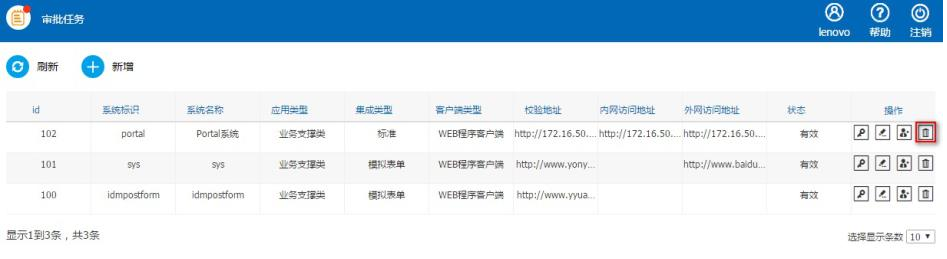 审批任务
lenovo 帮助 注销
刷新 新增
id 系统标识 系统名称 应用类型 集成类型 客户端类型 校验地址 内网访问地址 外网访问地址 状态 操作
102 portal Portal系统 业务支撑类 标准 WEB程序客户端 http://172.16.50.... http://172.16.50.... http://172.16.50.... 有效
101 sys sys 业务支撑类 模拟表单 WEB程序客户端 http://www.yony... http://www.baidu... 有效
100 idmpostform idmpostform 业务支撑类 模拟表单 WEB程序客户端 http://www.yyua... 有效
显示1到3条，共3条 选择显示条数 10